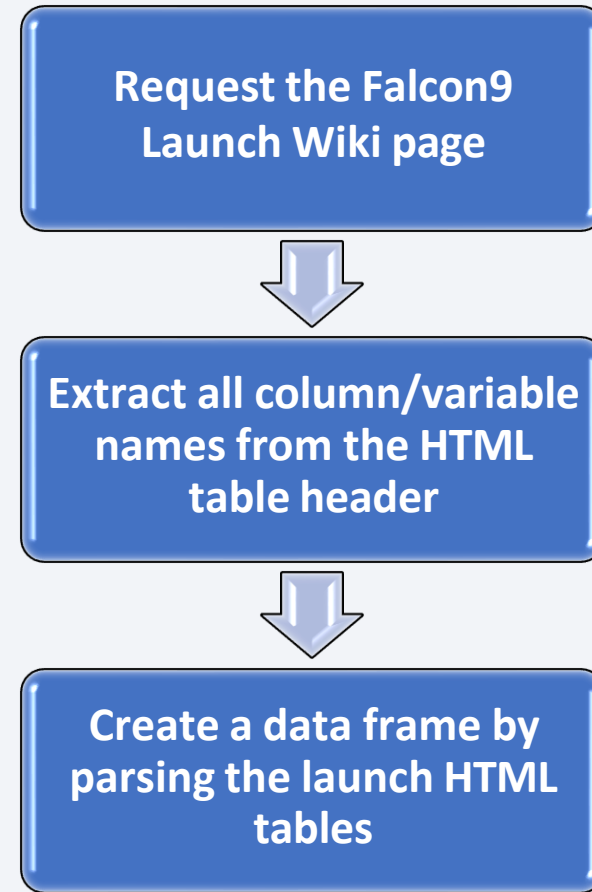 Request the Falcon9
Launch Wiki page
Extract all column/variable
names from the HTML
table header
Create a data frame by
parsing the launch HTML
tables